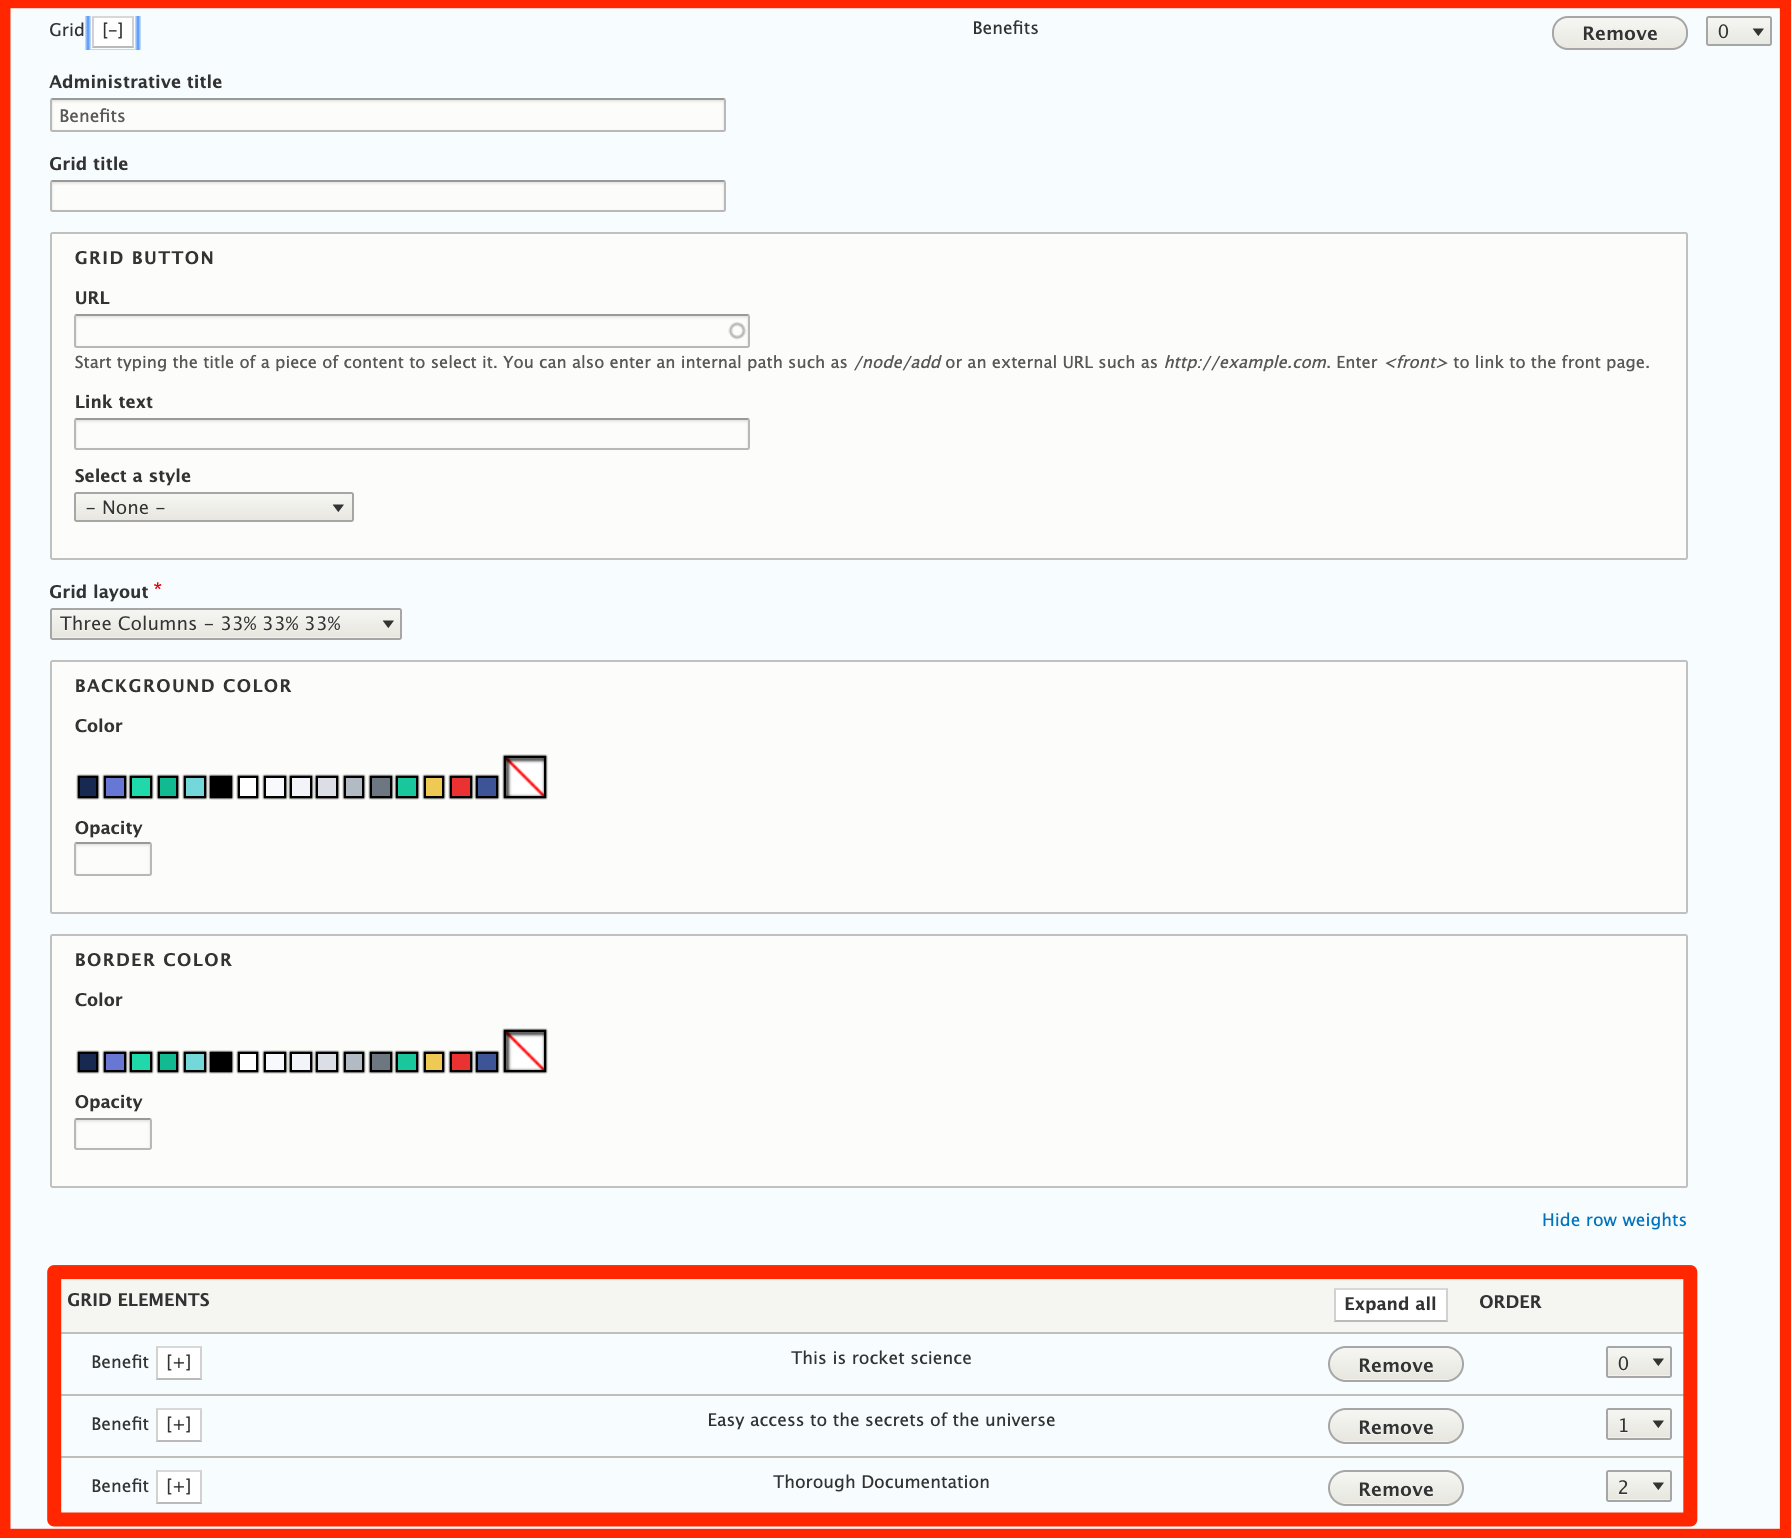 Grid [–] Benefits Remove 0
Administrative title
Benefits
Grid title
GRID BUTTON
URL
Start typing the title of a piece of content to select it. You can also enter an internal path such as /node/add or an external URL such as http://example.com. Enter <front> to link to the front page.
Link text
Select a style
– None –
Grid layout *
Three Columns – 33% 33% 33%
BACKGROUND COLOR
Color
Opacity
BORDER COLOR
Color
Opacity
Hide row weights
GRID ELEMENTS Expand all ORDER
Benefit [+] This is rocket science Remove 0
Benefit [+] Easy access to the secrets of the universe Remove 1
Benefit [+] Thorough Documentation Remove 2